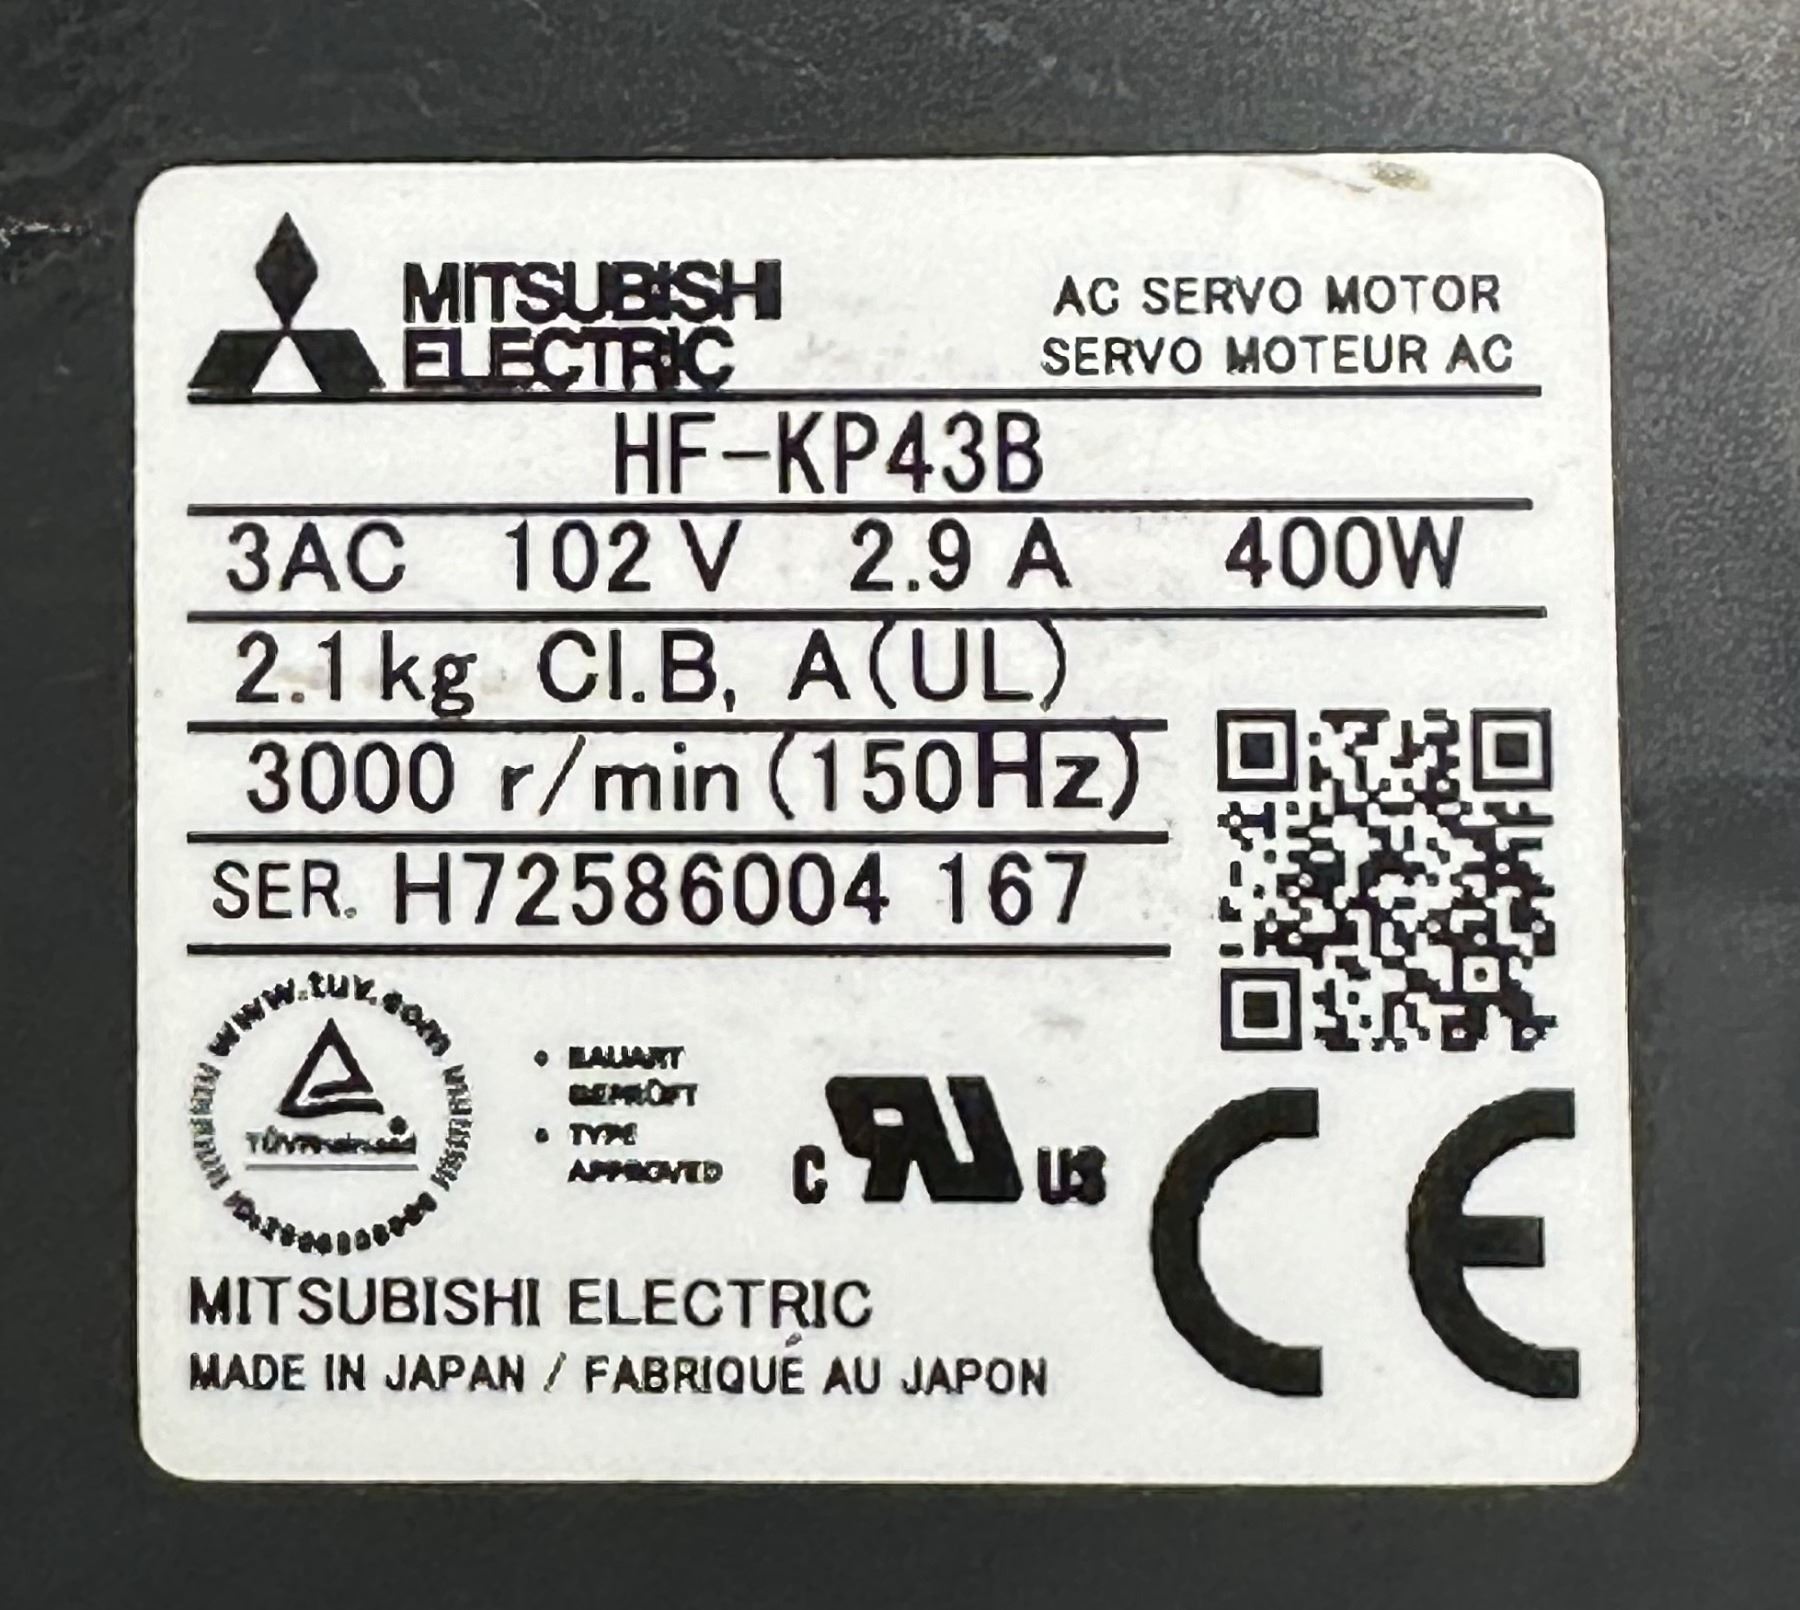 MITSUBISHI
ELECTRIC
AC SERVO MOTOR
SERVO MOTEUR AC
HF-KP43B
3AC 102 V 2.9 A 400W
2.1 kg Cl.B, A(UL)
3000 r/min (150Hz)
SER. H72586004 167
www.tuv.com
TÜVRheinland
• BAUART
GEPRÜFT
• TYPE
APPROVED
C US
CE
MITSUBISHI ELECTRIC
MADE IN JAPAN / FABRIQUÉ AU JAPON